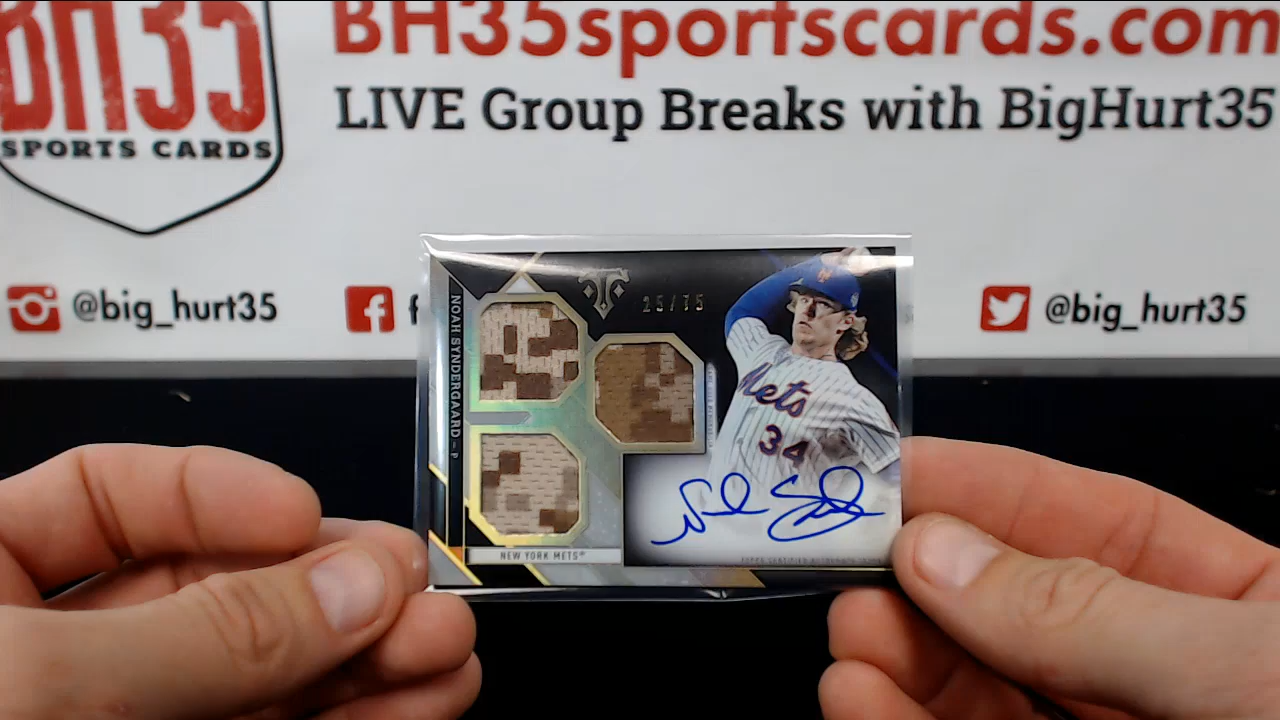 BH35
SPORTS CARDS
BH35sportscards.com
LIVE Group Breaks with BigHurt35
@big_hurt35
f
@big_hurt35
NOAH SYNDERGAARD – P
25/75
Mets
34
NEW YORK METS®